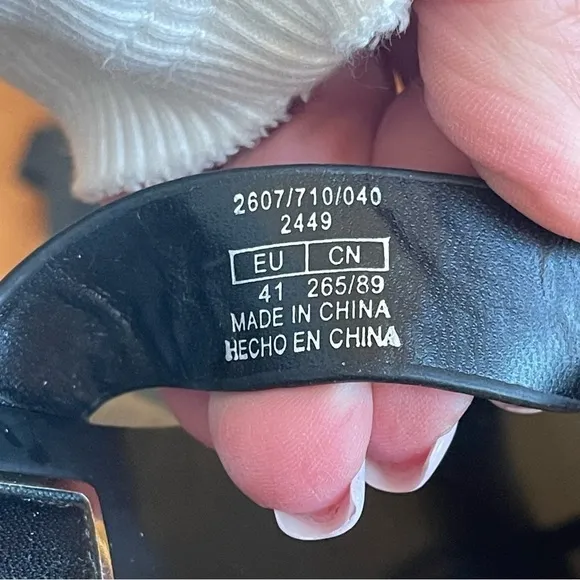 2607/710/040
2449
EU CN
41 265/89
MADE IN CHINA
HECHO EN CHINA